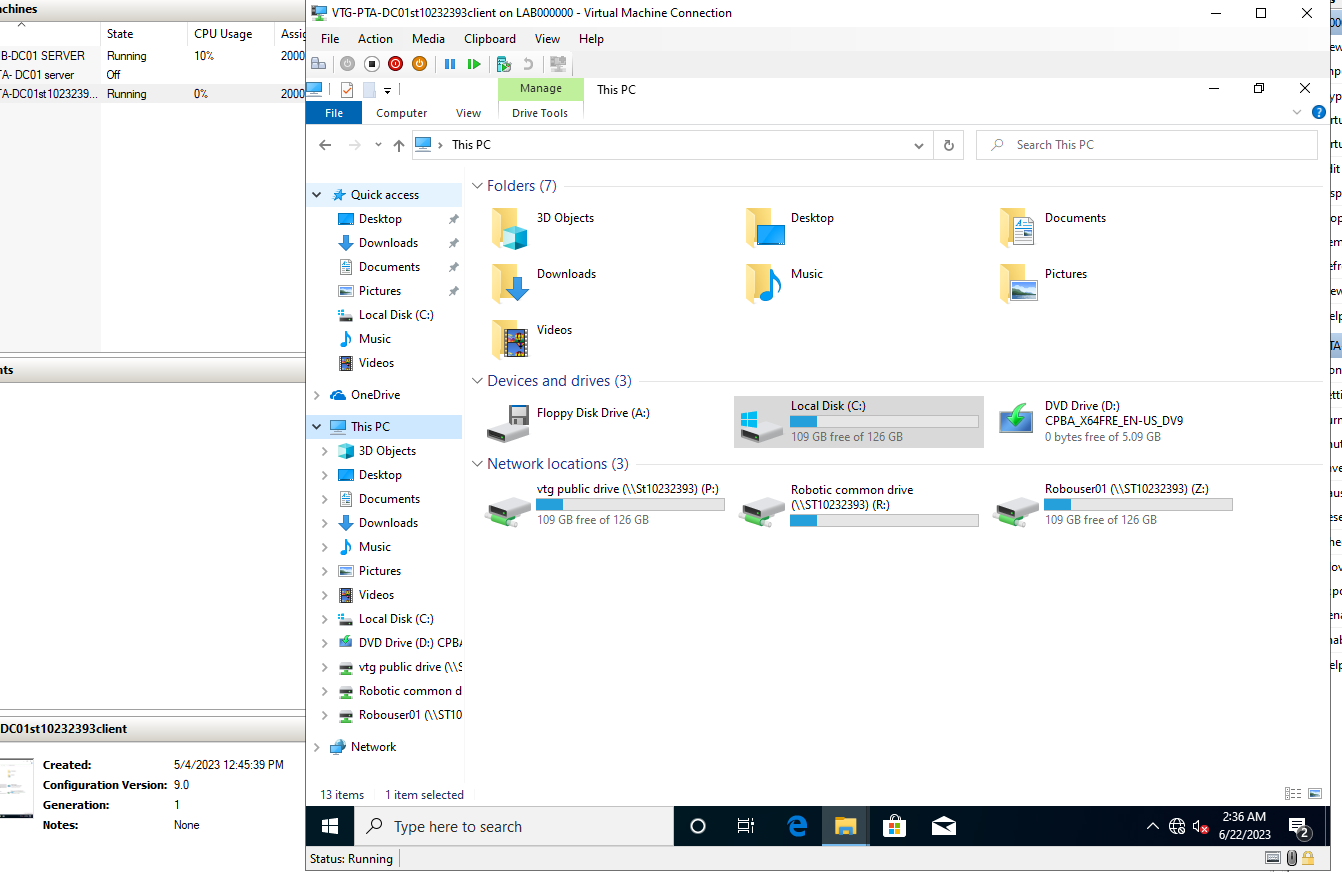 achines
State CPU Usage Assig
IB-DC01 SERVER Running 10% 2000
TA- DC01 server Off
TA-DC01st1023239... Running 0% 2000
nts
DC01st10232393client
Created: 5/4/2023 12:45:39 PM
Configuration Version: 9.0
Generation: 1
Notes: None
VTG-PTA-DC01st10232393client on LAB000000 - Virtual Machine Connection
File Action Media Clipboard View Help
Manage This PC
File Computer View Drive Tools
This PC
Search This PC
Quick access
Desktop
Downloads
Documents
Pictures
Local Disk (C:)
Music
Videos
OneDrive
This PC
3D Objects
Desktop
Documents
Downloads
Music
Pictures
Videos
Local Disk (C:)
DVD Drive (D:) CPBA
vtg public drive (\\S
Robotic common d
Robouser01 (\\ST10
Network
Folders (7)
3D Objects
Desktop
Documents
Downloads
Music
Pictures
Videos
Devices and drives (3)
Floppy Disk Drive (A:)
Local Disk (C:)
109 GB free of 126 GB
DVD Drive (D:)
CPBA_X64FRE_EN-US_DV9
0 bytes free of 5.09 GB
Network locations (3)
vtg public drive (\\St10232393) (P:)
109 GB free of 126 GB
Robotic common drive
(\\ST10232393) (R:)
Robouser01 (\\ST10232393) (Z:)
109 GB free of 126 GB
13 items 1 item selected
Type here to search
2:36 AM
6/22/2023
2
Status: Running